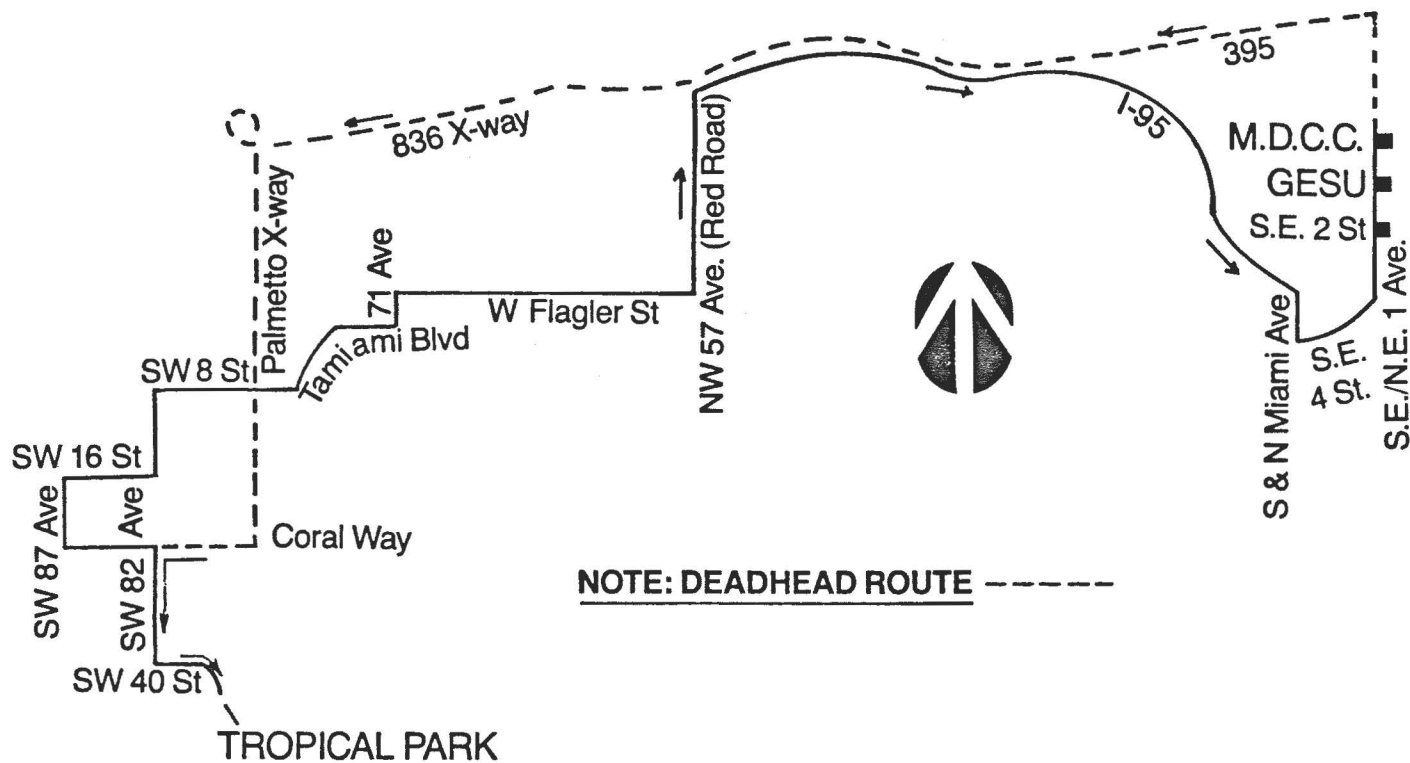 395
836 X-way
I-95
M.D.C.C.
GESU
S.E. 2 St
Palmetto X-way
71 Ave
NW 57 Ave. (Red Road)
W Flagler St
Tamiami Blvd
SW 8 St
S & N Miami Ave
S.E.
4 St.
S.E./N.E. 1 Ave.
SW 16 St
SW 87 Ave
SW 82 Ave
Coral Way
NOTE: DEADHEAD ROUTE
SW 40 St
TROPICAL PARK